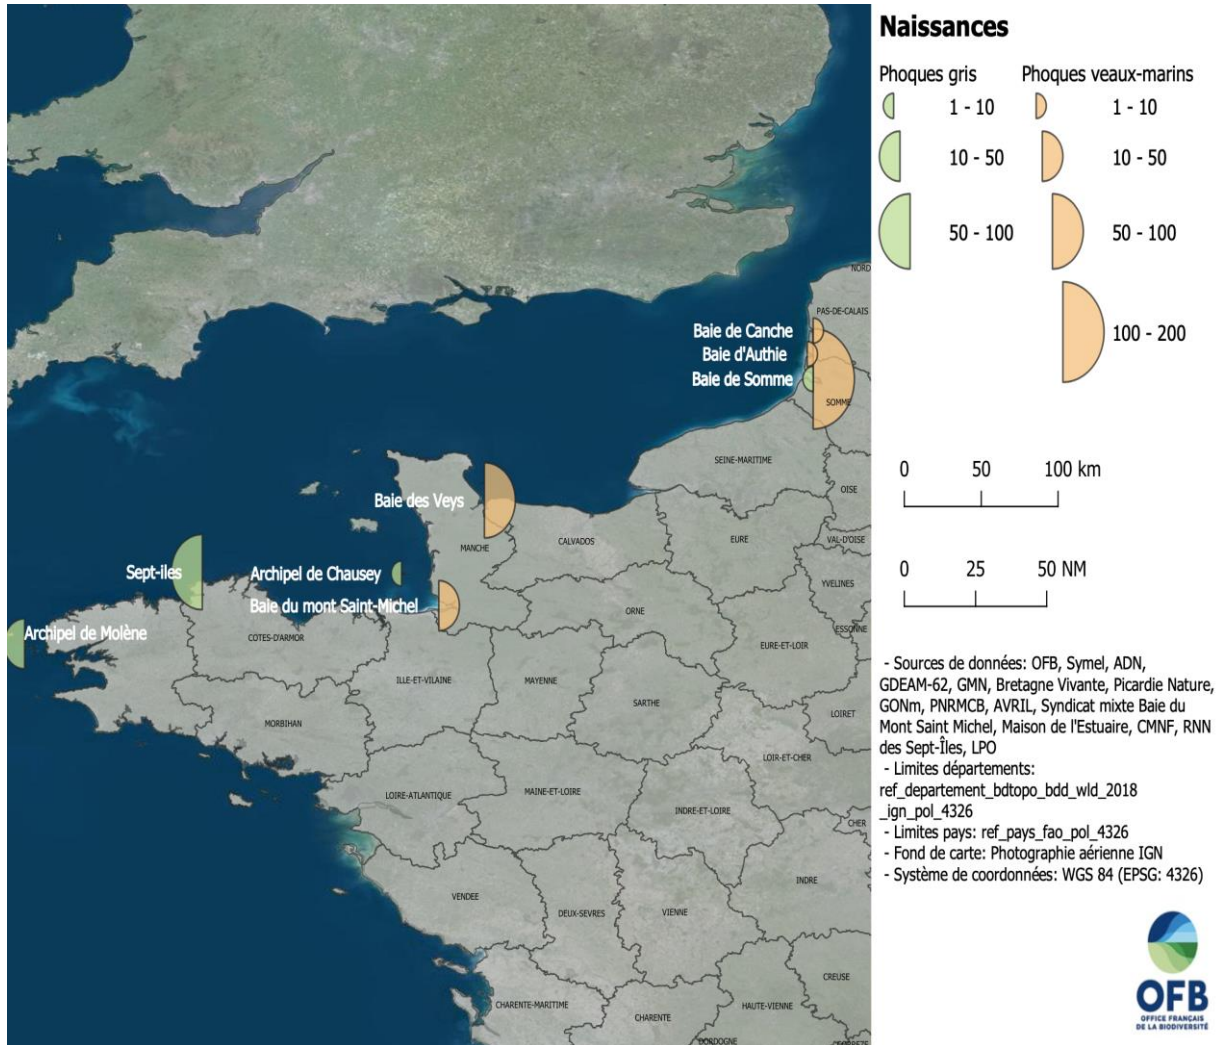 Naissances
Phoques gris
Phoques veaux-marins
1 - 10
1 - 10
10 - 50
10 - 50
50 - 100
50 - 100
100 - 200
0 50 100 km
0 25 50 NM
- Sources de données: OFB, Symel, ADN,
GDEAM-62, GMN, Bretagne Vivante, Picardie Nature,
GONm, PNRMCB, AVRIL, Syndicat mixte Baie du
Mont Saint Michel, Maison de l'Estuaire, CMNF, RNN
des Sept-Îles, LPO
- Limites départements:
ref_departement_bdtopo_bdd_wld_2018
_ign_pol_4326
- Limites pays: ref_pays_fao_pol_4326
- Fond de carte: Photographie aérienne IGN
- Système de coordonnées: WGS 84 (EPSG: 4326)
OFB
OFFICE FRANÇAIS
DE LA BIODIVERSITÉ
NORD
PAS-DE-CALAIS
Baie de Canche
Baie d'Authie
Baie de Somme
SOMME
SEINE-MARITIME
OISE
Baie des Veys
MANCHE
CALVADOS
EURE
VAL-D'OISE
Sept-iles
Archipel de Chausey
YVELINES
Baie du mont Saint-Michel
ORNE
ESSONNE
Archipel de Molène
COTES-D'ARMOR
EURE-ET-LOIR
ILLE-ET-VILAINE
MAYENNE
SARTHE
LOIRET
MORBIHAN
LOIR-ET-CHER
LOIRE-ATLANTIQUE
MAINE-ET-LOIRE
INDRE-ET-LOIRE
CHER
INDRE
VENDEE
DEUX-SEVRES
VIENNE
CREUSE
CHARENTE-MARITIME
HAUTE-VIENNE
CHARENTE
DORDOGNE